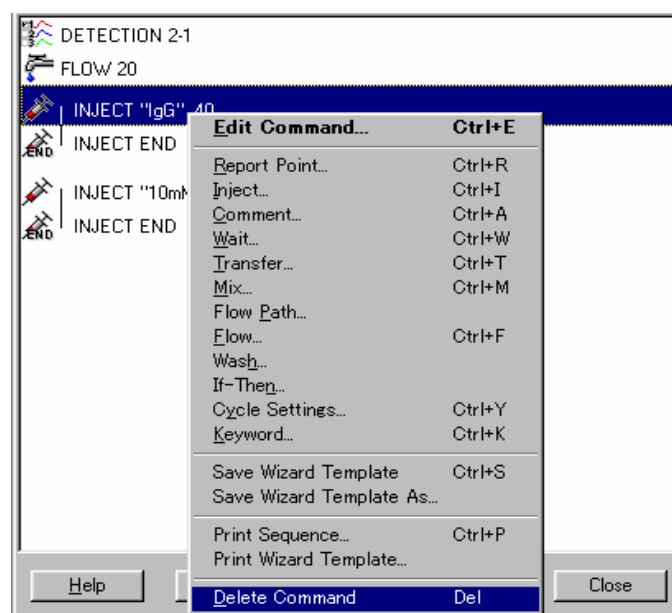 DETECTION 2-1
FLOW 20
INJECT "IgG" 40
INJECT END
INJECT "10mM
END
INJECT END
END
Edit Command... Ctrl+E
Report Point... Ctrl+R
Inject... Ctrl+I
Comment... Ctrl+A
Wait... Ctrl+W
Transfer... Ctrl+T
Mix... Ctrl+M
Flow Path...
Flow... Ctrl+F
Wash...
If-Then...
Cycle Settings... Ctrl+Y
Keyword... Ctrl+K
Save Wizard Template Ctrl+S
Save Wizard Template As...
Print Sequence... Ctrl+P
Print Wizard Template...
Delete Command Del
Help
Close